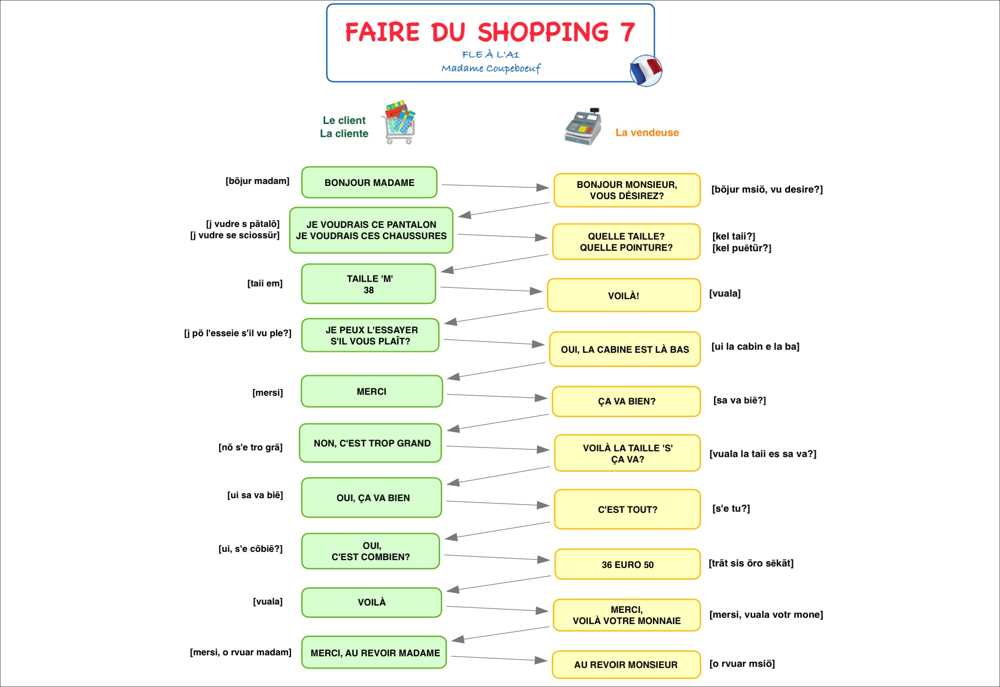 FAIRE DU SHOPPING 7
FLE À L'A1
Madame Coupeboeuf
Le client
La cliente
La vendeuse
[bõjur madam]
BONJOUR MADAME
BONJOUR MONSIEUR,
VOUS DÉSIREZ?
[bõjur msiö, vu desire?]
[j vudre s pãtalõ]
[j vudre se sciossür]
JE VOUDRAIS CE PANTALON
JE VOUDRAIS CES CHAUSSURES
QUELLE TAILLE?
QUELLE POINTURE?
[kel taii?]
[kel puẽtür?]
[taii em]
TAILLE 'M'
38
VOILÀ!
[vuala]
[j pö l'esseie s'il vu ple?]
JE PEUX L'ESSAYER
S'IL VOUS PLAÎT?
OUI, LA CABINE EST LÀ BAS
[ui la cabin e la ba]
[mersi]
MERCI
ÇA VA BIEN?
[sa va biẽ?]
[nõ s'e tro grã]
NON, C'EST TROP GRAND
VOILÀ LA TAILLE 'S'
ÇA VA?
[vuala la taii es sa va?]
[ui sa va biẽ]
OUI, ÇA VA BIEN
C'EST TOUT?
[s'e tu?]
[ui, s'e cõbiẽ?]
OUI,
C'EST COMBIEN?
36 EURO 50
[trãt sis öro sẽkãt]
[vuala]
VOILÀ
MERCI,
VOILÀ VOTRE MONNAIE
[mersi, vuala votr mone]
[mersi, o rvuar madam]
MERCI, AU REVOIR MADAME
AU REVOIR MONSIEUR
[o rvuar msiö]